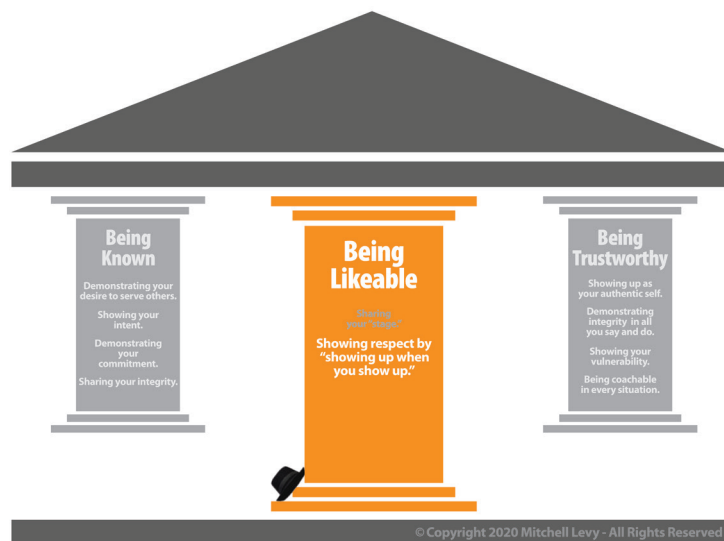 Being
Known
Demonstrating your
desire to serve others.
Showing your
intent.
Demonstrating
your
commitment.
Sharing your integrity.
Being
Likeable
Sharing
your "stage"
Showing respect by
"showing up when
you show up."
Being
Trustworthy
Showing up as
your authentic self.
Demonstrating
integrity in all
you say and do.
Showing your
vulnerability.
Being coachable
in every situation.
© Copyright 2020 Mitchell Levy - All Rights Reserved